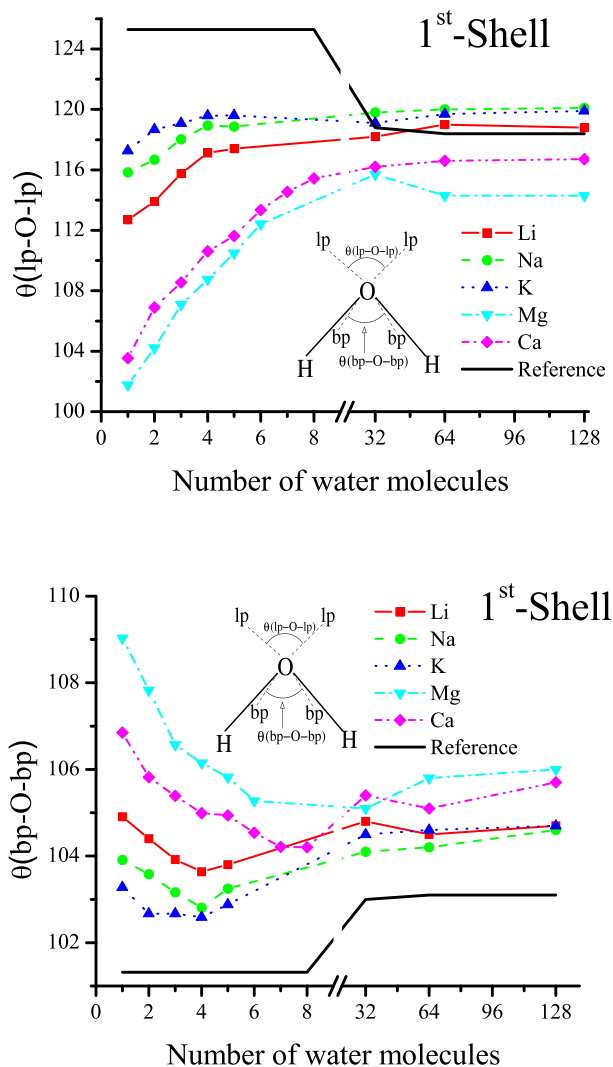 1st-Shell
124
120
116
112
108
104
100
θ(lp-O-lp)
lp θ(lp-O-lp) lp
O
bp bp
θ(bp-O-bp)
H H
Li
Na
K
Mg
Ca
Reference
0 2 4 6 8 32 64 96 128
Number of water molecules
1st-Shell
110
108
106
104
102
θ(bp-O-bp)
lp θ(lp-O-lp) lp
O
bp bp
H H
θ(bp-O-bp)
Li
Na
K
Mg
Ca
Reference
0 2 4 6 8 32 64 96 128
Number of water molecules